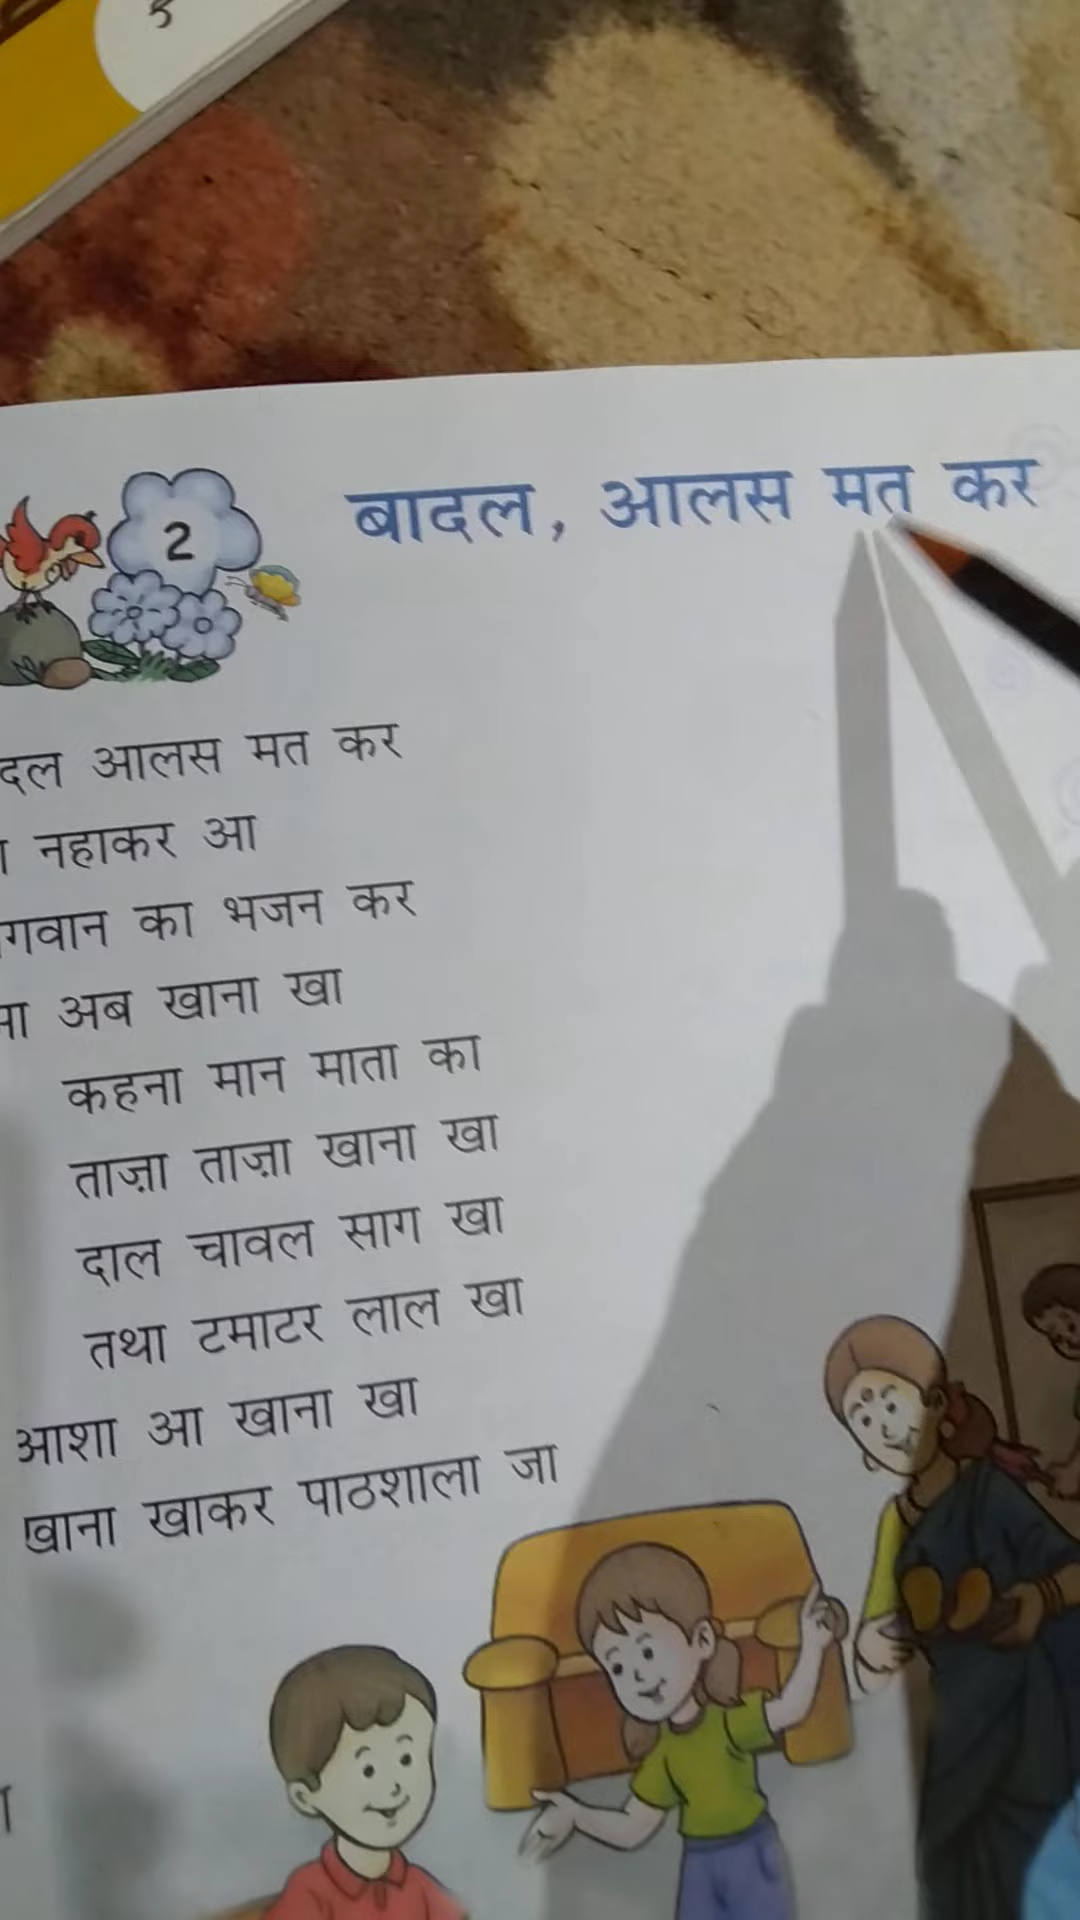 5
2
बादल, आलस मत कर
दल आलस मत कर
नहाकर आ
गवान का भजन कर
अब खाना खा
कहना मान माता का
ताज़ा ताज़ा खाना खा
दाल चावल साग खा
तथा टमाटर लाल खा
आशा आ खाना खा
खाना खाकर पाठशाला जा